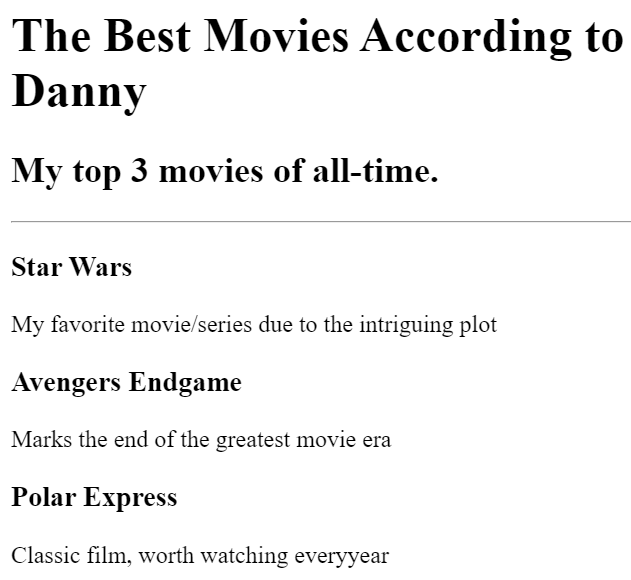 The Best Movies According to
Danny
My top 3 movies of all-time.
Star Wars
My favorite movie/series due to the intriguing plot
Avengers Endgame
Marks the end of the greatest movie era
Polar Express
Classic film, worth watching everyyear